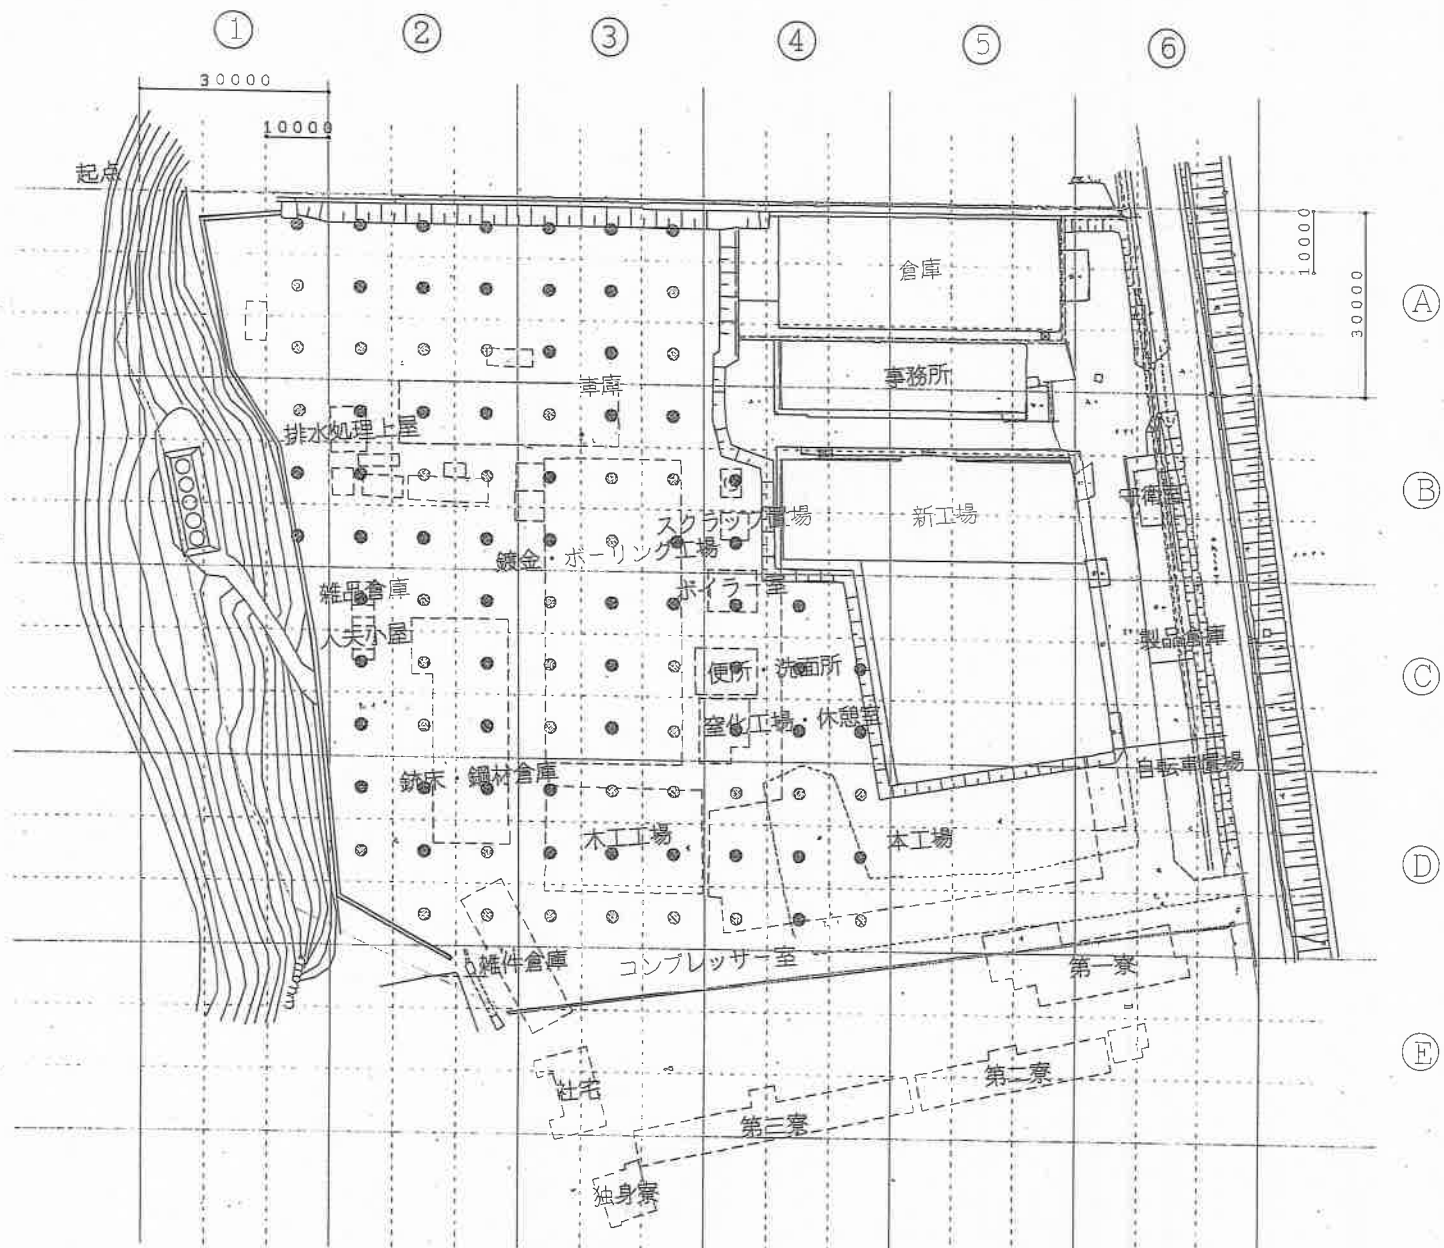 ① ② ③ ④ ⑤ ⑥
30000
10000
起点
10000
30000
倉庫
Ⓐ
車庫
事務所
排水処理上屋
Ⓑ
スクラップ置場
新工場
鍍金・ボーリング工場
雑品倉庫
ボイラー室
人夫小屋
製品倉庫
便所・洗面所
Ⓒ
窒化工場・休憩室
銃床・鋼材倉庫
自転車置場
木工工場
本工場
Ⓓ
雑件倉庫
コンプレッサー室
第一寮
Ⓔ
社宅
第二寮
第三寮
独身寮